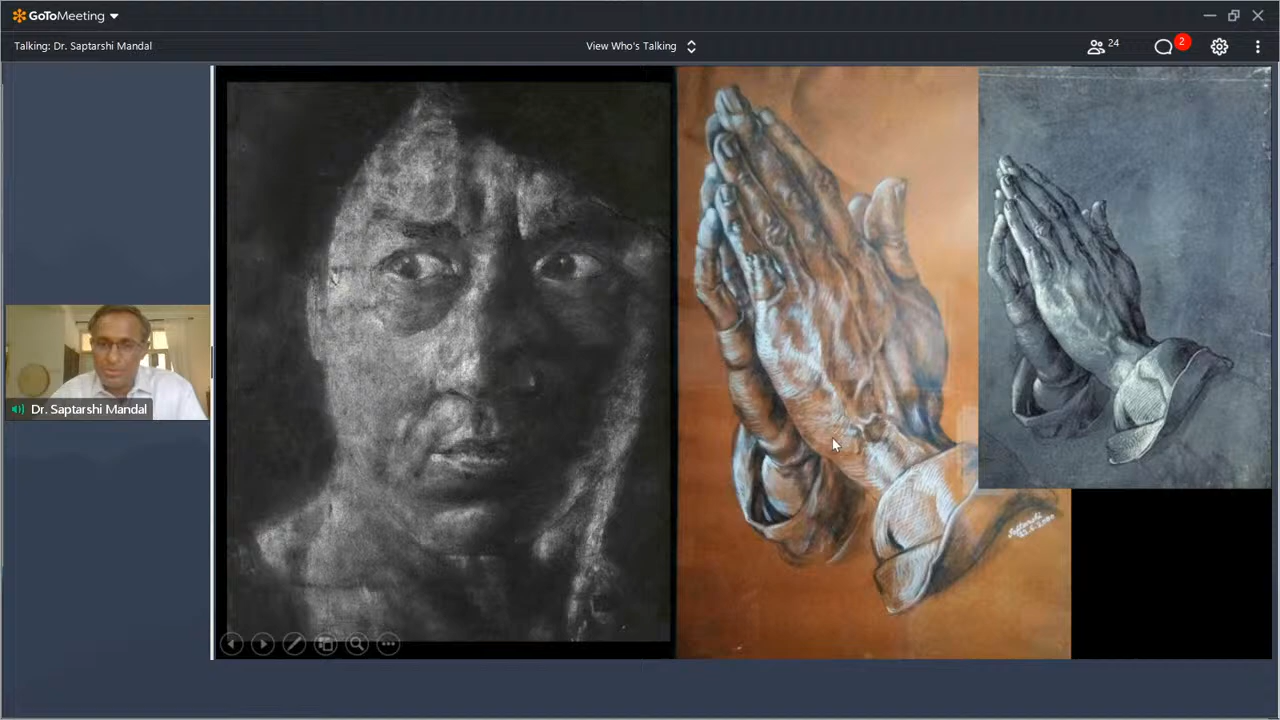 GoToMeeting
Talking: Dr. Saptarshi Mandal
View Who's Talking
24
2
Dr. Saptarshi Mandal